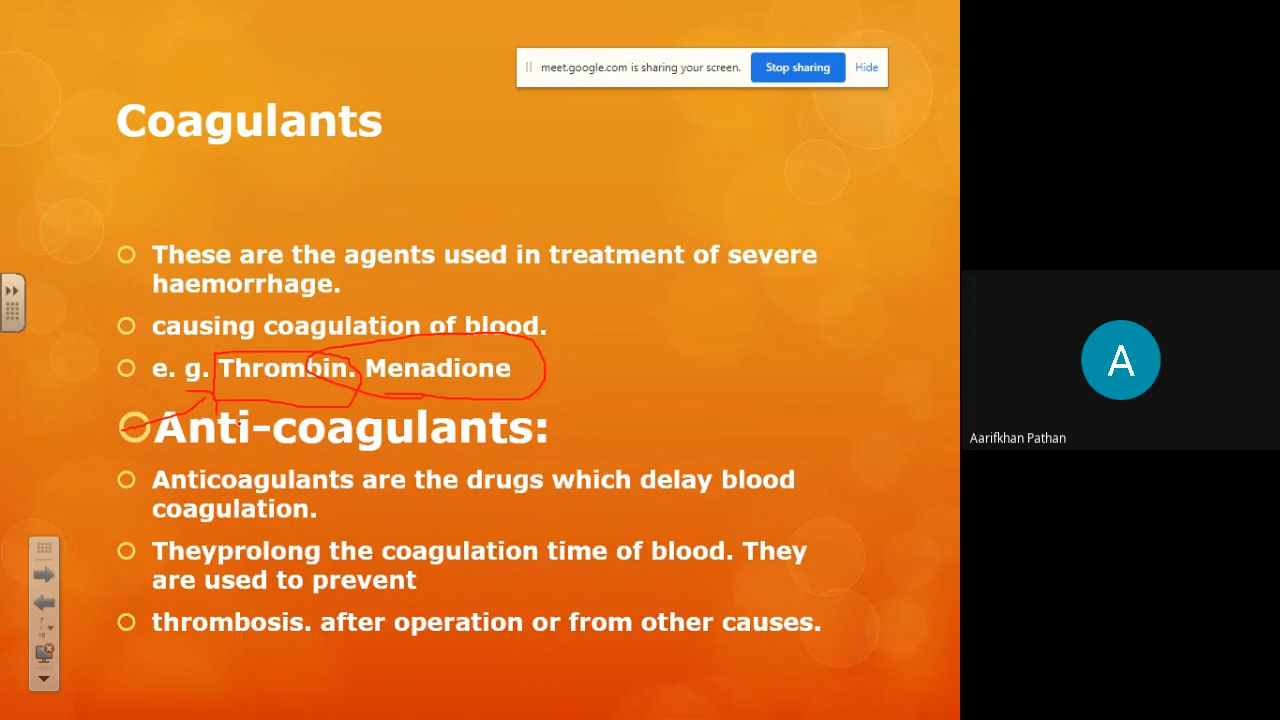 meet.google.com is sharing your screen.
Stop sharing
Hide
Coagulants
These are the agents used in treatment of severe
haemorrhage.
causing coagulation of blood.
e. g. Thrombin. Menadione
Anti-coagulants:
Anticoagulants are the drugs which delay blood
coagulation.
Theyprolong the coagulation time of blood. They
are used to prevent
thrombosis. after operation or from other causes.
A
Aarifkhan Pathan